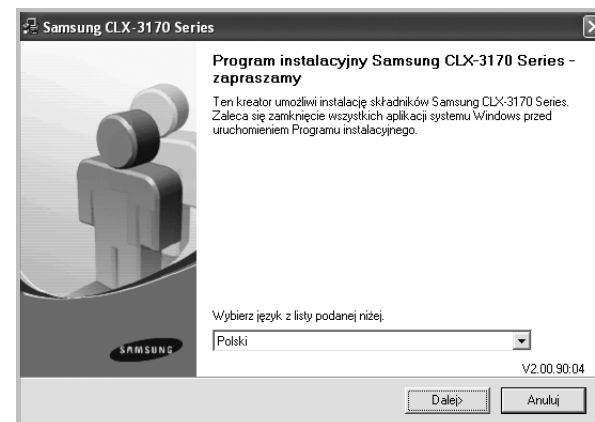 Samsung CLX-3170 Series
Program instalacyjny Samsung CLX-3170 Series -
zapraszamy
Ten kreator umożliwi instalację składników Samsung CLX-3170 Series.
Zaleca się zamknięcie wszystkich aplikacji systemu Windows przed
uruchomieniem Programu instalacyjnego.
Wybierz język z listy podanej niżej.
Polski
SAMSUNG
V2.00.90:04
Dalej>
Anuluj